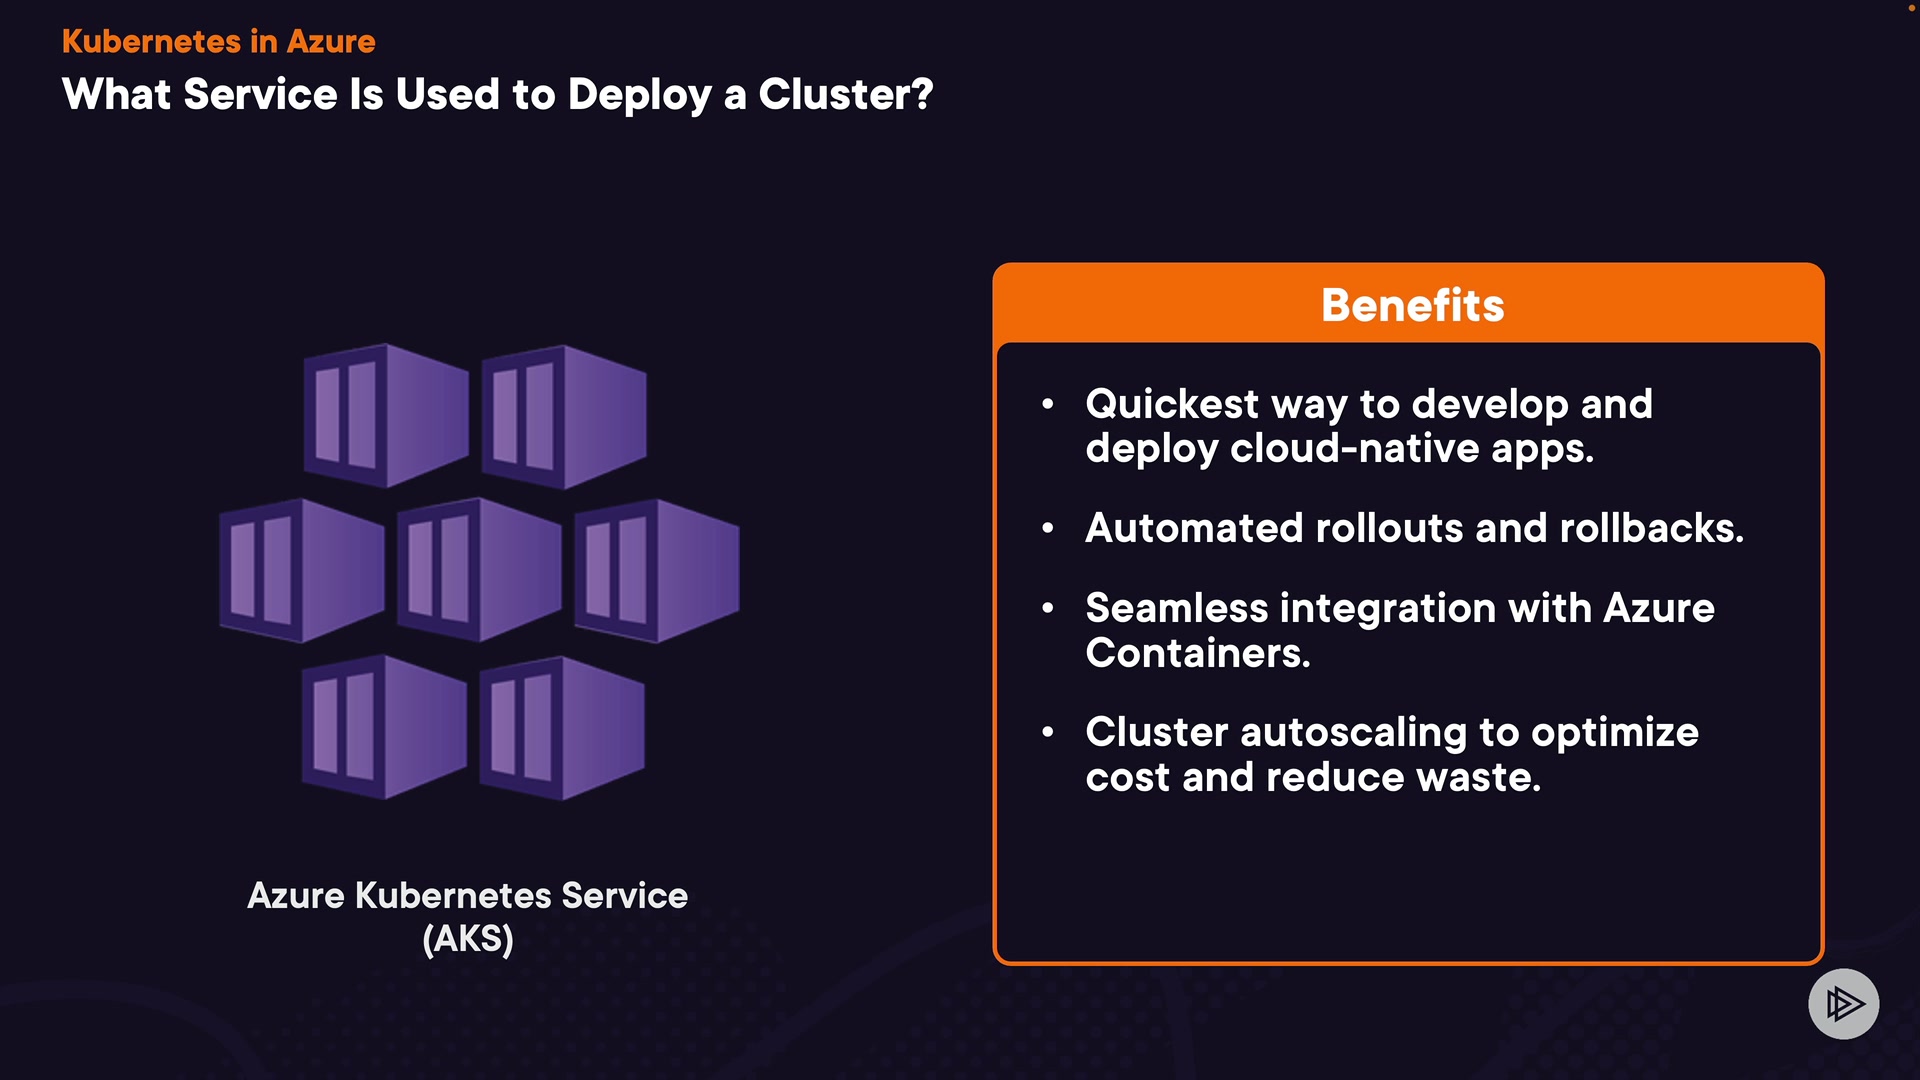 Kubernetes in Azure
What Service Is Used to Deploy a Cluster?
Azure Kubernetes Service
(AKS)
Benefits
• Quickest way to develop and
deploy cloud-native apps.
• Automated rollouts and rollbacks.
• Seamless integration with Azure
Containers.
• Cluster autoscaling to optimize
cost and reduce waste.